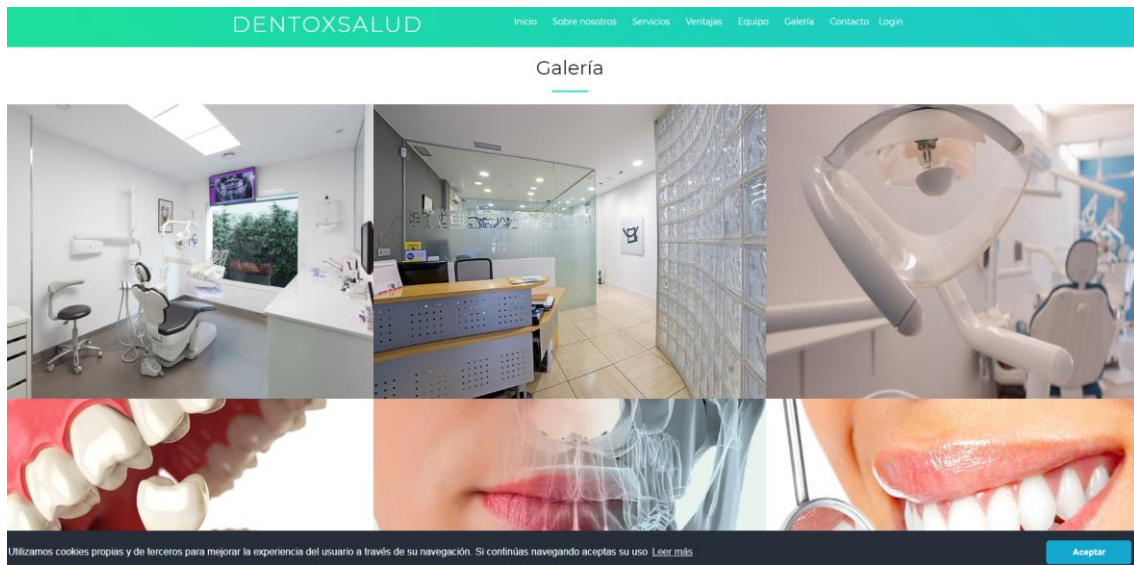 DENTOXSALUD Inicio Sobre nosotros Servicios Ventajas Equipo Galería Contacto Login
Galería
Utilizamos cookies propias y de terceros para mejorar la experiencia del usuario a través de su navegación. Si continúas navegando aceptas su uso Leer más Aceptar